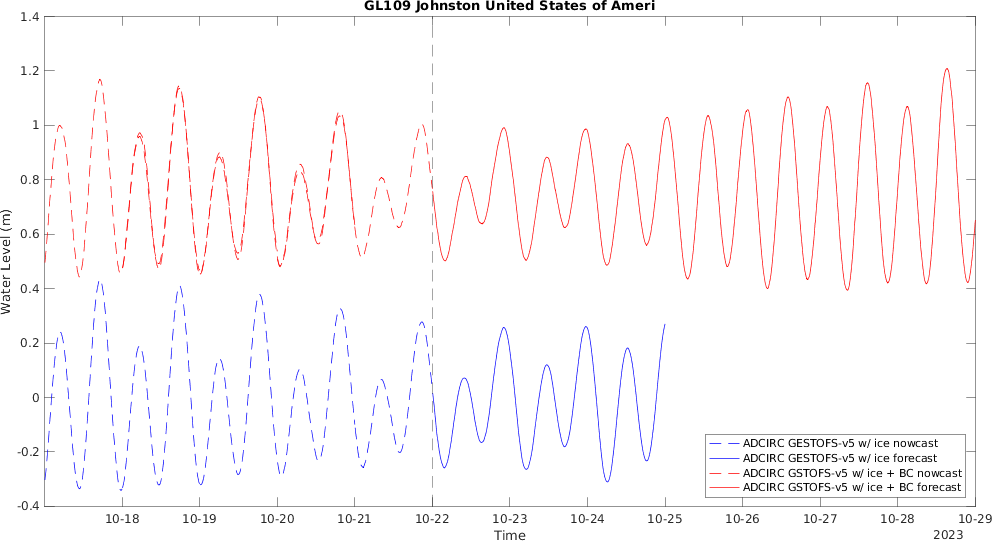 GL109 Johnston United States of Ameri
1.4
1.2
1
0.8
0.6
0.4
0.2
0
-0.2
-0.4
Water Level (m)
ADCIRC GESTOFS-v5 w/ ice nowcast
ADCIRC GESTOFS-v5 w/ ice forecast
ADCIRC GSTOFS-v5 w/ ice + BC nowcast
ADCIRC GSTOFS-v5 w/ ice + BC forecast
10-18 10-19 10-20 10-21 10-22 10-23 10-24 10-25 10-26 10-27 10-28 10-29
Time
2023